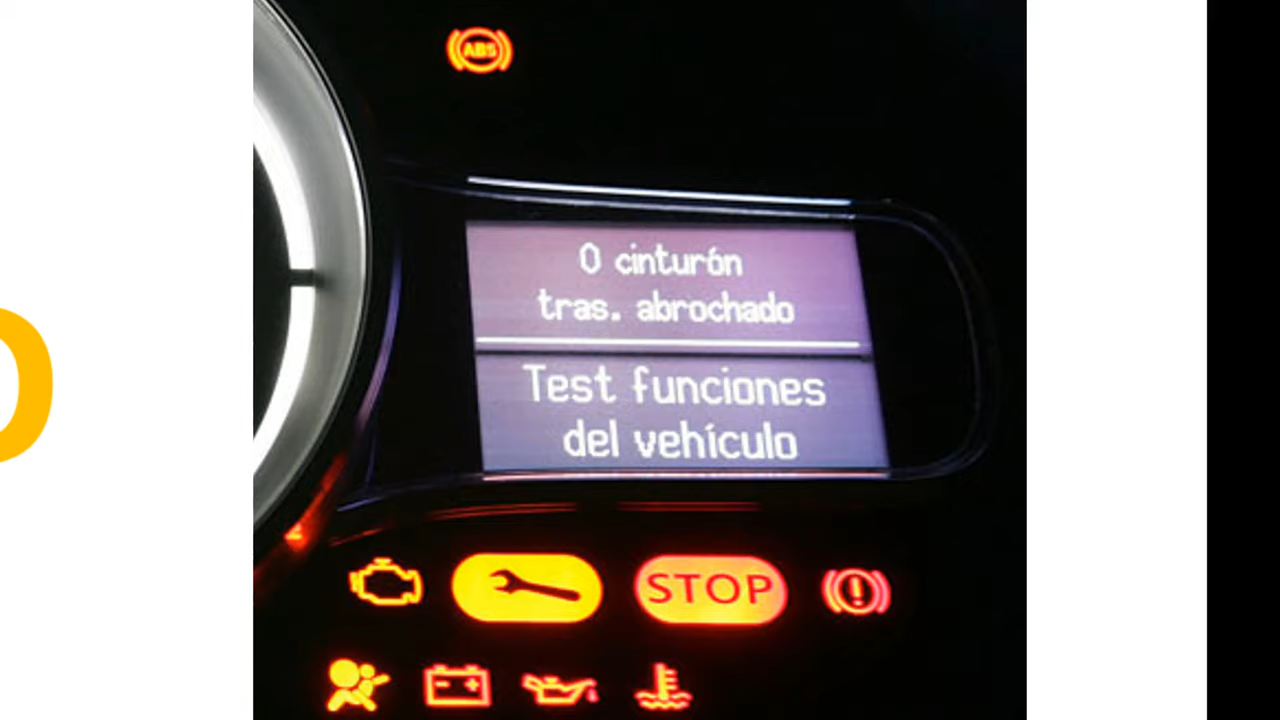 ABS
0 cinturón
tras. abrochado
Test funciones
del vehículo
STOP